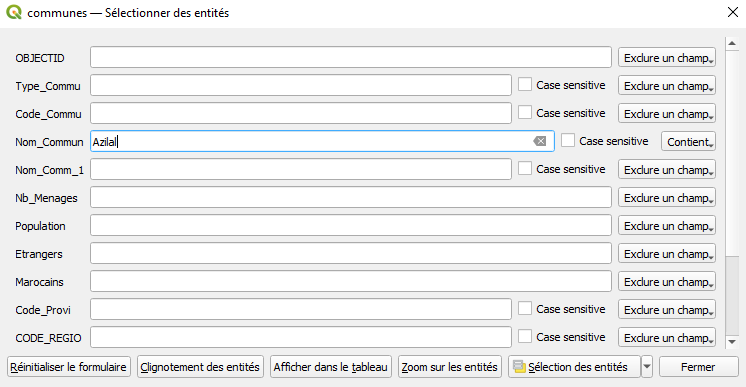 communes — Sélectionner des entités
OBJECTID Exclure un champ
Type_Commu Case sensitive Exclure un champ
Code_Commu Case sensitive Exclure un champ
Nom_Commun Azilal Case sensitive Contient
Nom_Comm_1 Case sensitive Exclure un champ
Nb_Menages Exclure un champ
Population Exclure un champ
Etrangers Exclure un champ
Marocains Exclure un champ
Code_Provi Case sensitive Exclure un champ
CODE_REGIO Case sensitive Exclure un champ
Réinitialiser le formulaire Clignotement des entités Afficher dans le tableau Zoom sur les entités Sélection des entités Fermer